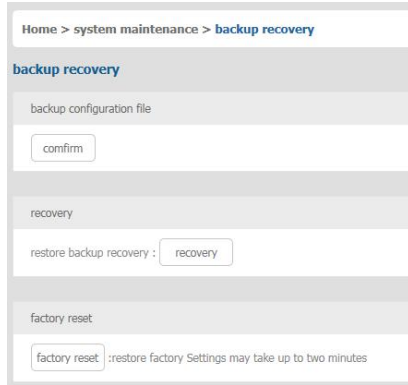 Home > system maintenance > backup recovery
backup recovery
backup configuration file
comfirm
recovery
restore backup recovery : recovery
factory reset
factory reset :restore factory Settings may take up to two minutes